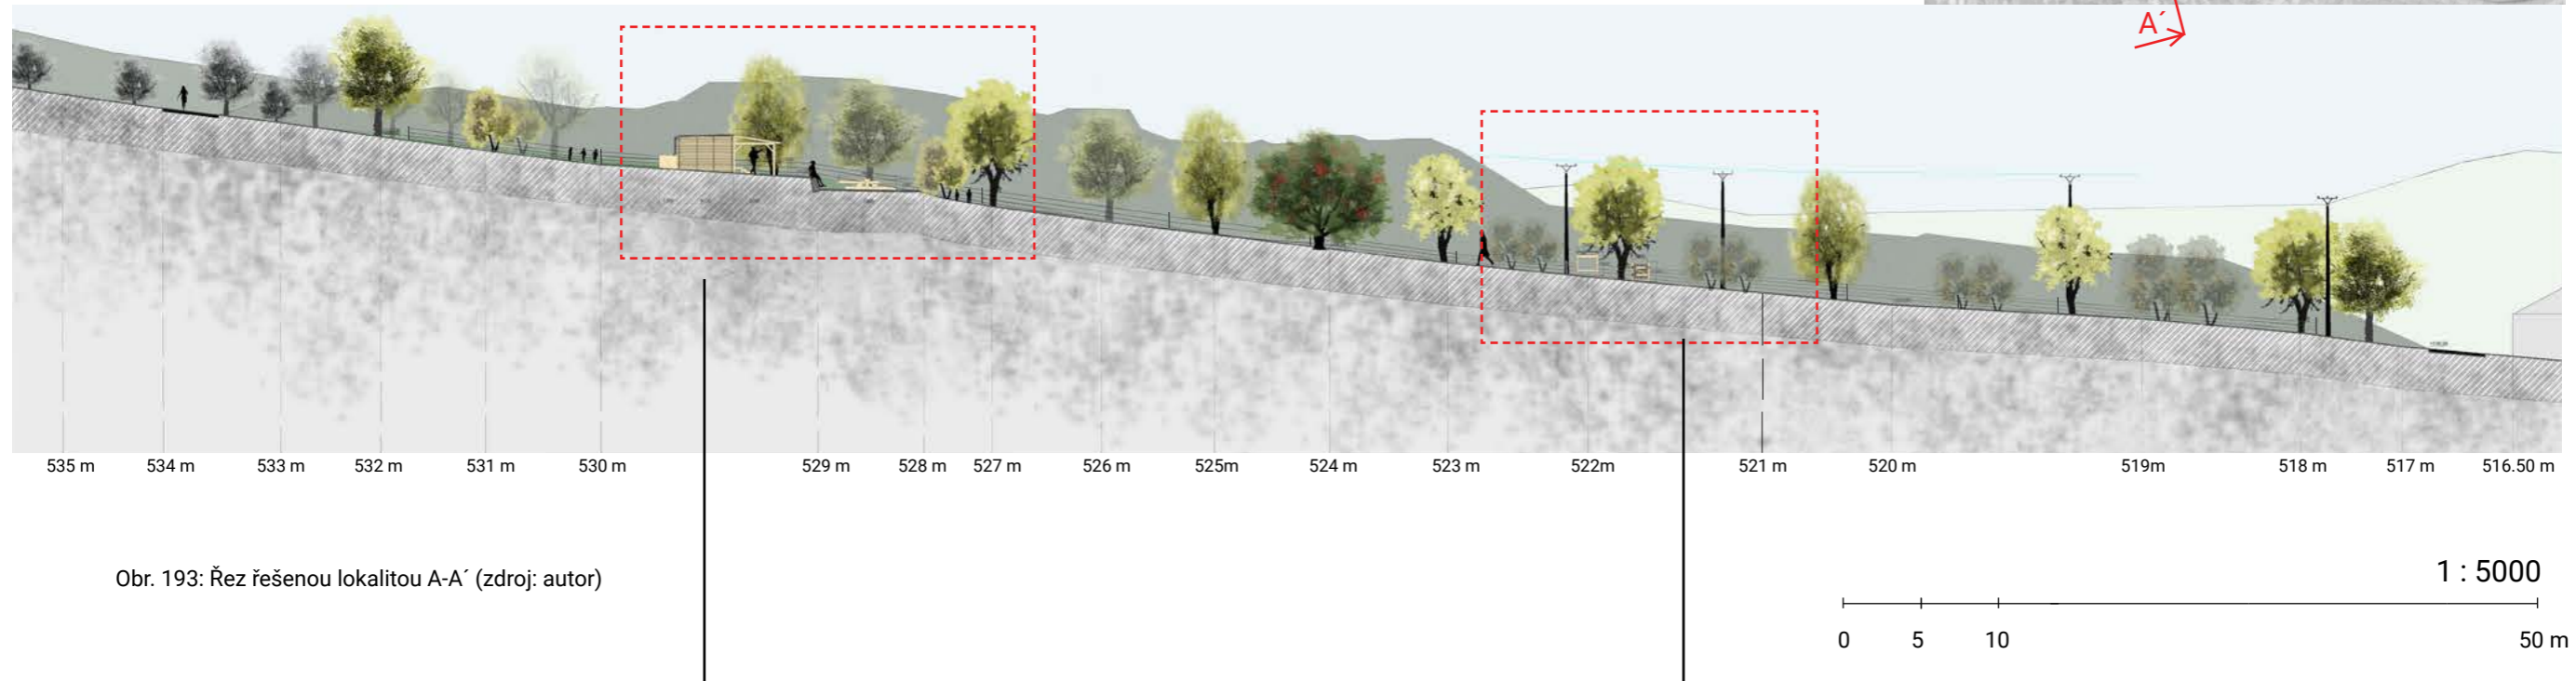 A´
535 m 534 m 533 m 532 m 531 m 530 m 529 m 528 m 527 m 526 m 525m 524 m 523 m 522m 521 m 520 m 519m 518 m 517 m 516.50 m
Obr. 193: Řez řešenou lokalitou A-A´ (zdroj: autor)
1 : 5000
0 5 10 50 m